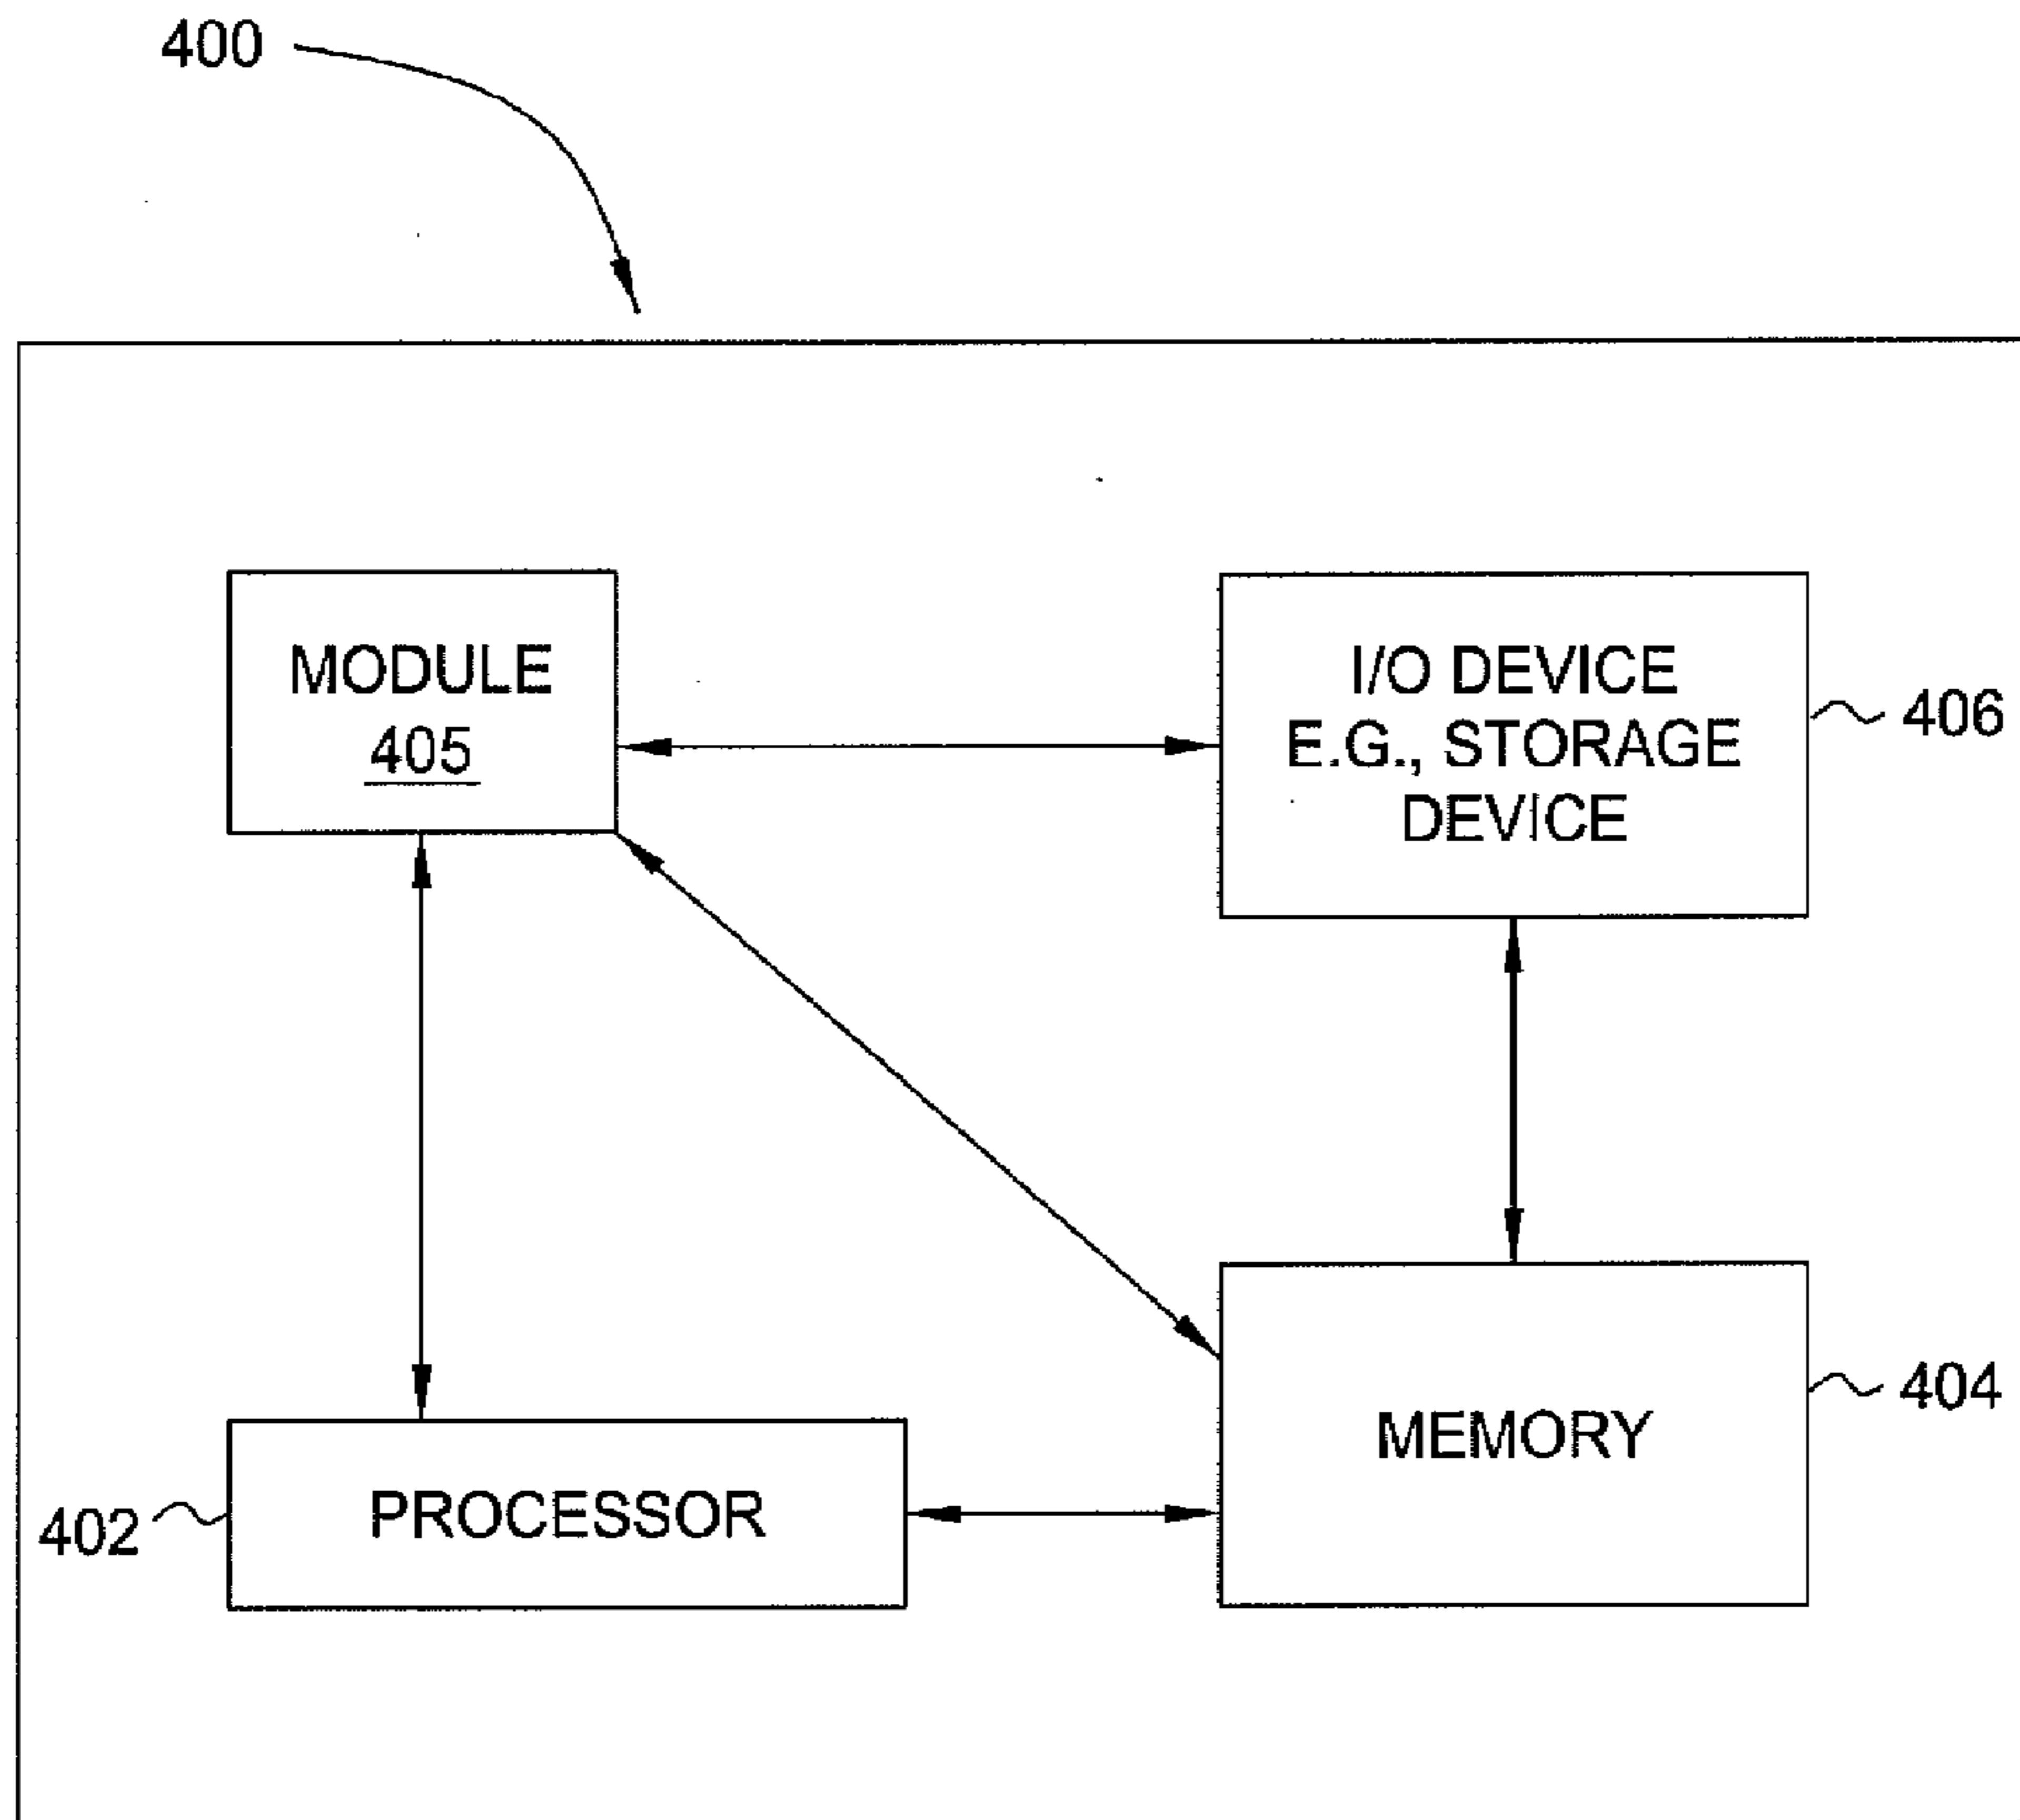 400
MODULE
405
I/O DEVICE
E.G., STORAGE
DEVICE
406
PROCESSOR
402
MEMORY
404